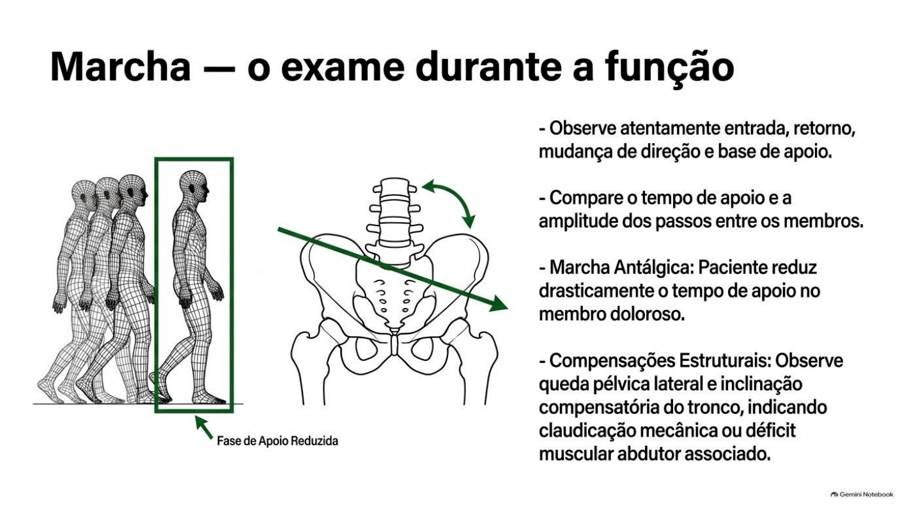 Marcha — o exame durante a função
- Observe atentamente entrada, retorno,
mudança de direção e base de apoio.
- Compare o tempo de apoio e a
amplitude dos passos entre os membros.
- Marcha Antálgica: Paciente reduz
drasticamente o tempo de apoio no
membro doloroso.
- Compensações Estruturais: Observe
queda pélvica lateral e inclinação
compensatória do tronco, indicando
claudicação mecânica ou déficit
muscular abdutor associado.
Fase de Apoio Reduzida
Gemini Notebook